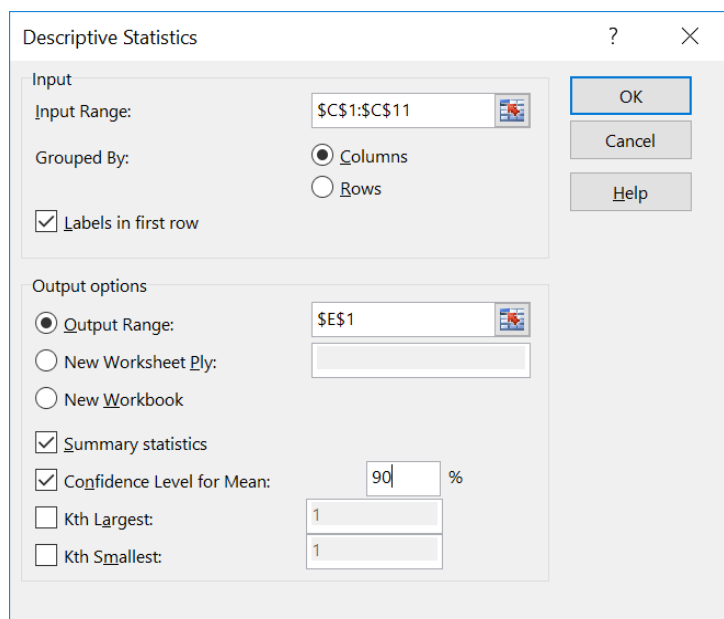 Descriptive Statistics ? ×
Input
Input Range: $C$1:$C$11
Grouped By: Columns
Rows
Labels in first row
OK
Cancel
Help
Output options
Output Range: $E$1
New Worksheet Ply:
New Workbook
Summary statistics
Confidence Level for Mean: 90 %
Kth Largest: 1
Kth Smallest: 1